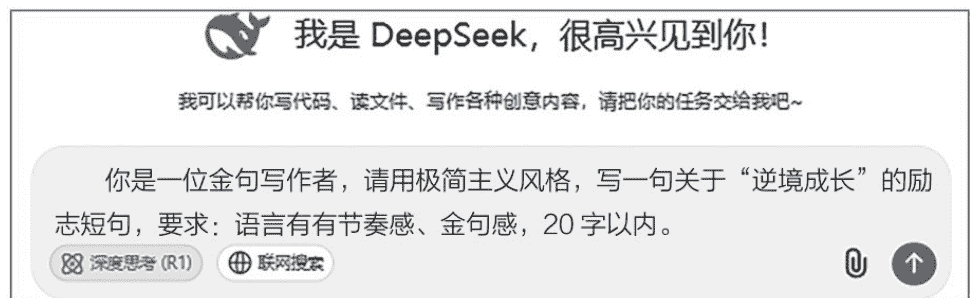 我是 DeepSeek，很高兴见到你！
我可以帮你写代码、读文件、写作各种创意内容，请把你的任务交给我吧~
你是一位金句写作者，请用极简主义风格，写一句关于“逆境成长”的励
志短句，要求：语言有有节奏感、金句感，20 字以内。
深度思考 (R1) 联网搜索